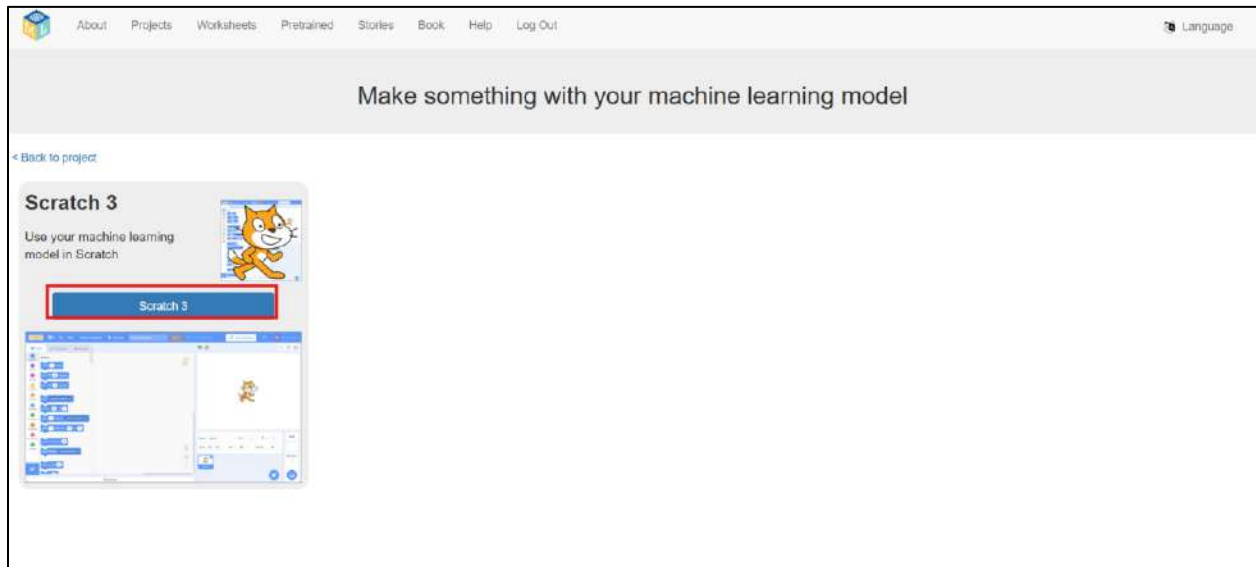 About Projects Worksheets Pretrained Stories Book Help Log Out Language
Make something with your machine learning model
< Back to project
Scratch 3
Use your machine learning
model in Scratch
Scratch 3